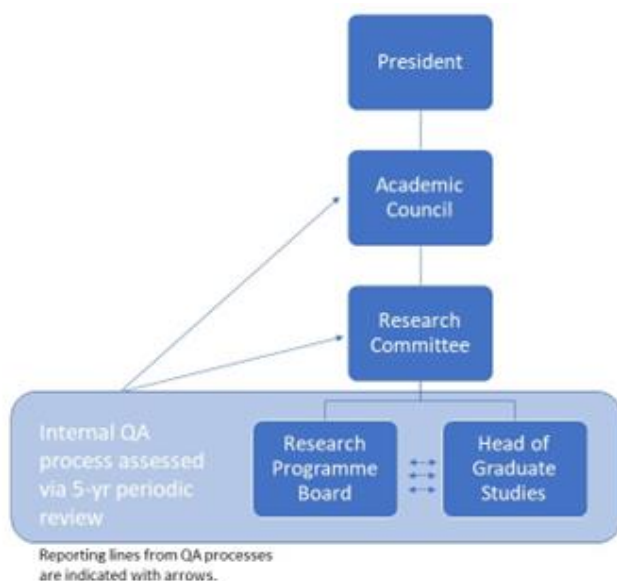 President
Academic
Council
Research
Committee
Internal QA
process assessed
via 5-yr periodic
review
Research
Programme
Board
Head of
Graduate
Studies
Reporting lines from QA processes
are indicated with arrows.